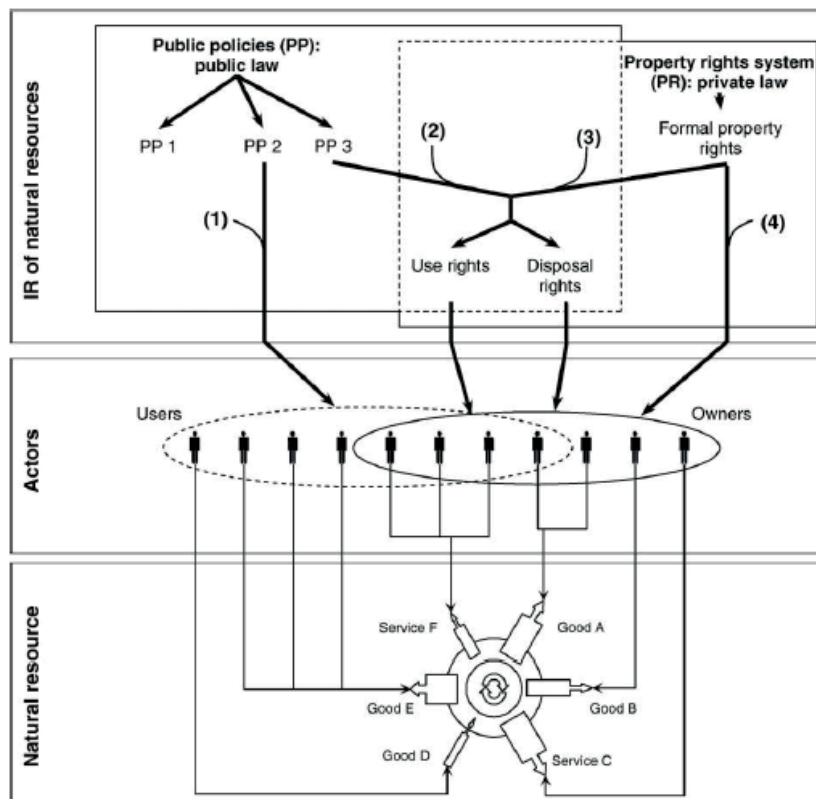 IR of natural resources
Public policies (PP):
public law
PP 1
PP 2
PP 3
Property rights system
(PR): private law
Formal property
rights
(1)
(2)
(3)
(4)
Use rights
Disposal
rights
Actors
Users
Owners
Natural resource
Service F
Good A
Good E
Good B
Good D
Service C